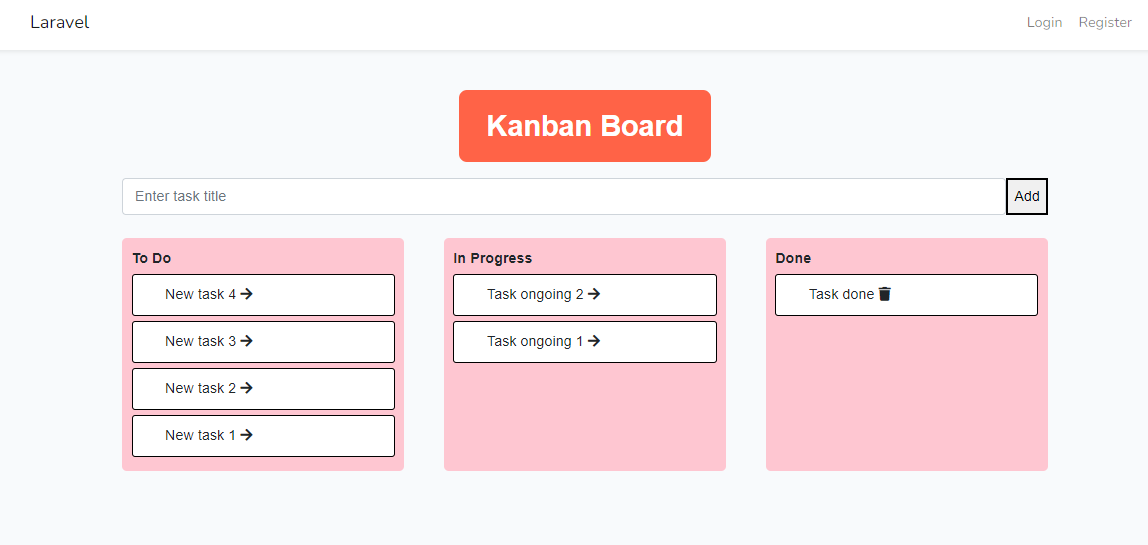 Laravel
Login Register
Kanban Board
Enter task title
Add
To Do
New task 4
New task 3
New task 2
New task 1
In Progress
Task ongoing 2
Task ongoing 1
Done
Task done